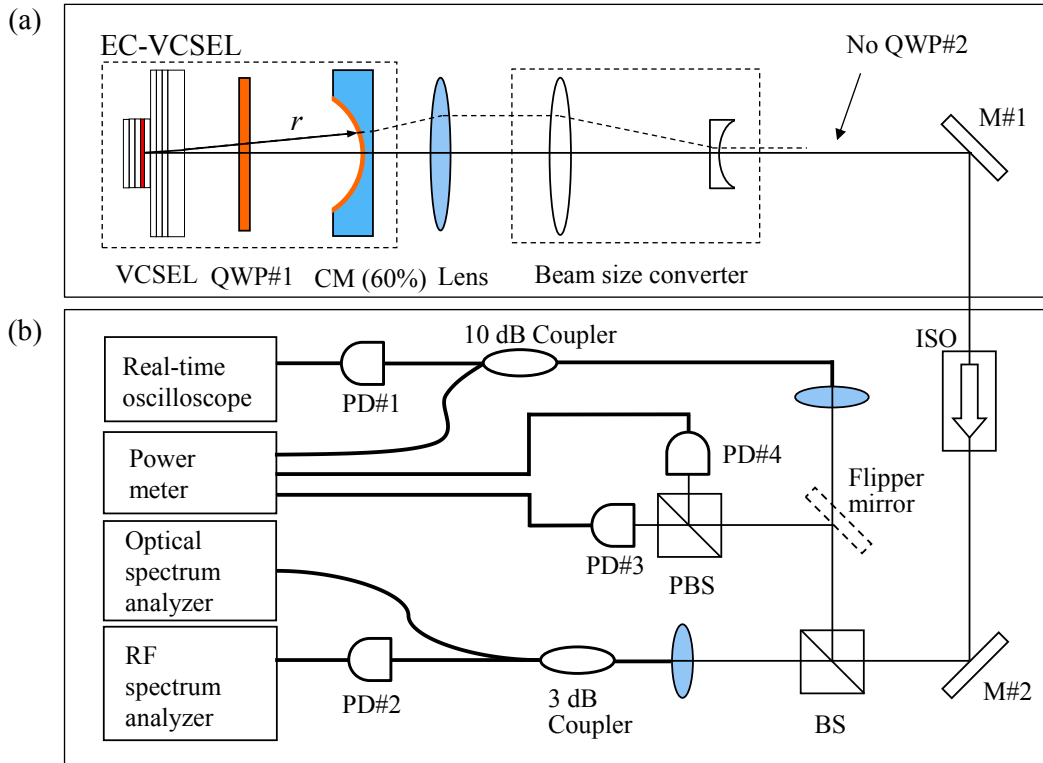 (a)
EC-VCSEL
No QWP#2
r
M#1
VCSEL
QWP#1
CM (60%)
Lens
Beam size converter
(b)
10 dB Coupler
ISO
Real-time
oscilloscope
PD#1
Power
meter
PD#4
Flipper
mirror
PD#3
PBS
Optical
spectrum
analyzer
RF
spectrum
analyzer
PD#2
3 dB
Coupler
BS
M#2